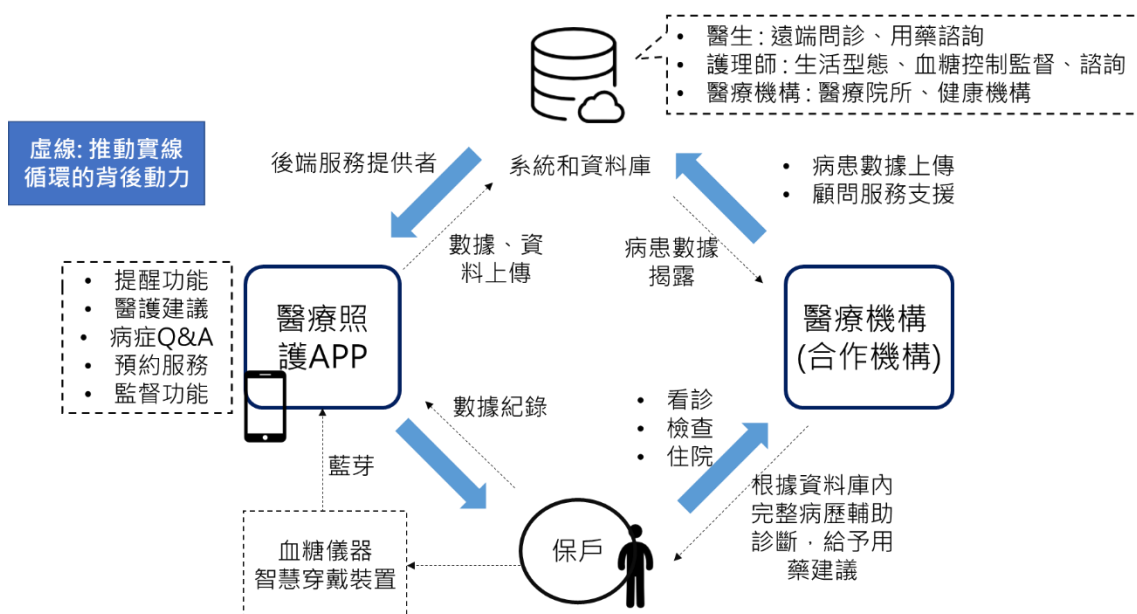 • 醫生:遠端問診、用藥諮詢
• 護理師:生活型態、血糖控制監督、諮詢
• 醫療機構:醫療院所、健康機構
虛線:推動實線
循環的背後動力
後端服務提供者
系統和資料庫
• 病患數據上傳
• 顧問服務支援
數據、資
料上傳
病患數據
揭露
• 提醒功能
• 醫護建議
• 病症Q&A
• 預約服務
• 監督功能
醫療照
護APP
醫療機構
(合作機構)
數據紀錄
• 看診
• 檢查
• 住院
藍芽
根據資料庫內
完整病歷輔助
診斷,給予用
藥建議
血糖儀器
智慧穿戴裝置
保戶